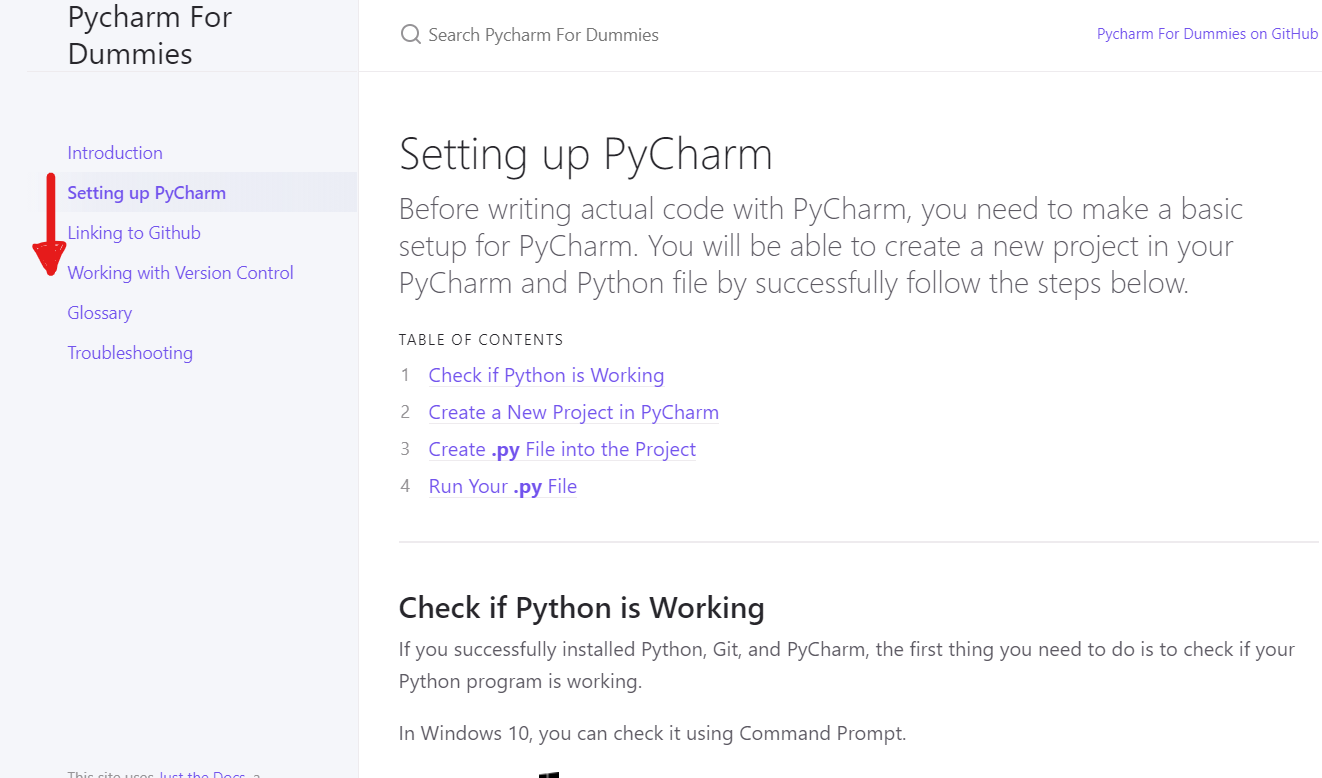 Pycharm For
Dummies
Search Pycharm For Dummies
Pycharm For Dummies on GitHub
Introduction
Setting up PyCharm
Linking to Github
Working with Version Control
Glossary
Troubleshooting
Setting up PyCharm
Before writing actual code with PyCharm, you need to make a basic
setup for PyCharm. You will be able to create a new project in your
PyCharm and Python file by successfully follow the steps below.
TABLE OF CONTENTS
1 Check if Python is Working
2 Create a New Project in PyCharm
3 Create .py File into the Project
4 Run Your .py File
Check if Python is Working
If you successfully installed Python, Git, and PyCharm, the first thing you need to do is to check if your
Python program is working.
In Windows 10, you can check it using Command Prompt.
This site uses Just the Docs, a